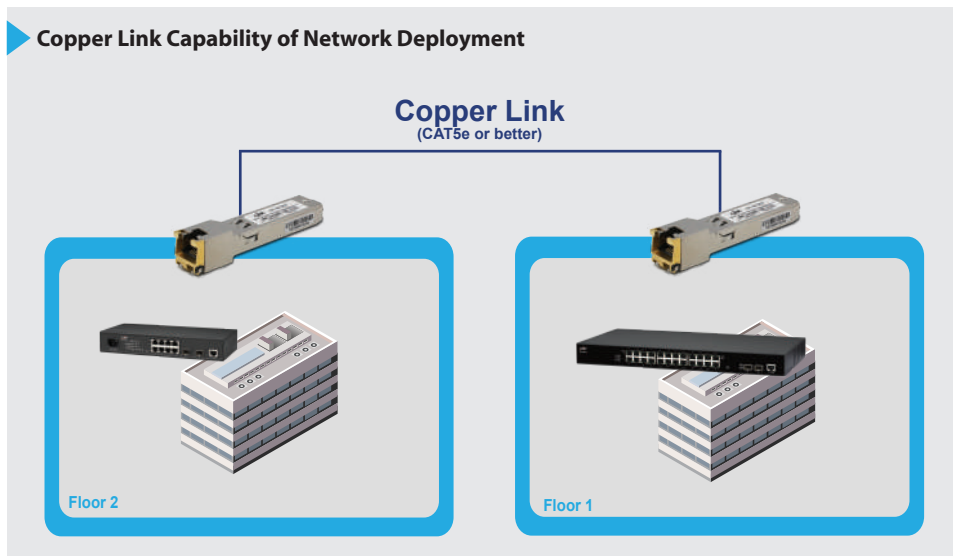 Copper Link Capability of Network Deployment
Copper Link
(CAT5e or better)
Floor 2
Floor 1